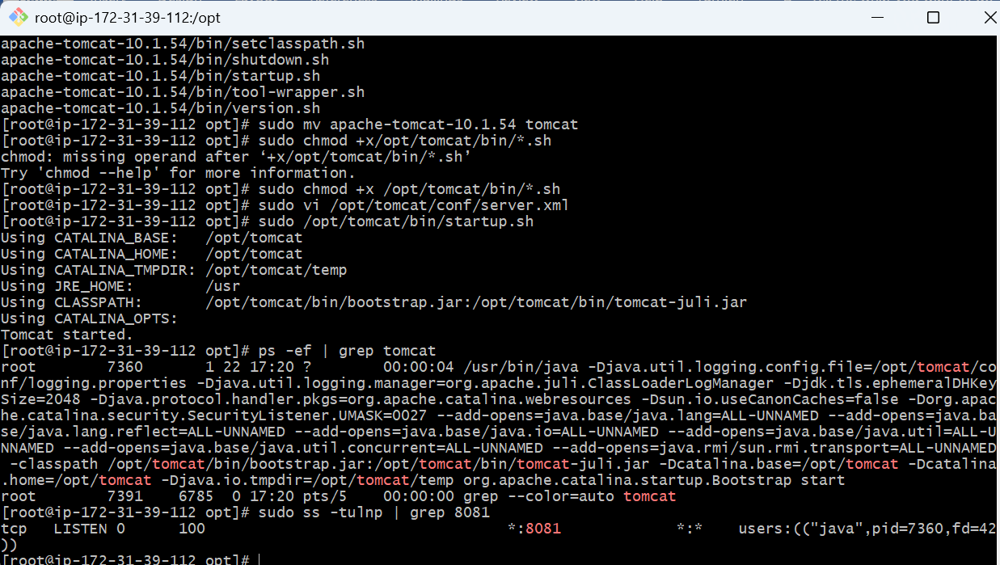 root@ip-172-31-39-112:/opt
apache-tomcat-10.1.54/bin/setclasspath.sh
apache-tomcat-10.1.54/bin/shutdown.sh
apache-tomcat-10.1.54/bin/startup.sh
apache-tomcat-10.1.54/bin/tool-wrapper.sh
apache-tomcat-10.1.54/bin/version.sh
[root@ip-172-31-39-112 opt]# sudo mv apache-tomcat-10.1.54 tomcat
[root@ip-172-31-39-112 opt]# sudo chmod +x/opt/tomcat/bin/*.sh
chmod: missing operand after ‘+x/opt/tomcat/bin/*.sh’
Try 'chmod --help' for more information.
[root@ip-172-31-39-112 opt]# sudo chmod +x /opt/tomcat/bin/*.sh
[root@ip-172-31-39-112 opt]# sudo vi /opt/tomcat/conf/server.xml
[root@ip-172-31-39-112 opt]# sudo /opt/tomcat/bin/startup.sh
Using CATALINA_BASE:   /opt/tomcat
Using CATALINA_HOME:   /opt/tomcat
Using CATALINA_TMPDIR: /opt/tomcat/temp
Using JRE_HOME:        /usr
Using CLASSPATH:       /opt/tomcat/bin/bootstrap.jar:/opt/tomcat/bin/tomcat-juli.jar
Using CATALINA_OPTS:
Tomcat started.
[root@ip-172-31-39-112 opt]# ps -ef | grep tomcat
root        7360       1 22 17:20 ?        00:00:04 /usr/bin/java -Djava.util.logging.config.file=/opt/tomcat/co
nf/logging.properties -Djava.util.logging.manager=org.apache.juli.ClassLoaderLogManager -Djdk.tls.ephemeralDHKey
Size=2048 -Djava.protocol.handler.pkgs=org.apache.catalina.webresources -Dsun.io.useCanonCaches=false -Dorg.apac
he.catalina.security.SecurityListener.UMASK=0027 --add-opens=java.base/java.lang=ALL-UNNAMED --add-opens=java.ba
se/java.lang.reflect=ALL-UNNAMED --add-opens=java.base/java.io=ALL-UNNAMED --add-opens=java.base/java.util=ALL-U
NNAMED --add-opens=java.base/java.util.concurrent=ALL-UNNAMED --add-opens=java.rmi/sun.rmi.transport=ALL-UNNAMED
 -classpath /opt/tomcat/bin/bootstrap.jar:/opt/tomcat/bin/tomcat-juli.jar -Dcatalina.base=/opt/tomcat -Dcatalina
.home=/opt/tomcat -Djava.io.tmpdir=/opt/tomcat/temp org.apache.catalina.startup.Bootstrap start
root        7391    6785  0 17:20 pts/5    00:00:00 grep --color=auto tomcat
[root@ip-172-31-39-112 opt]# sudo ss -tulnp | grep 8081
tcp   LISTEN 0      100                                  *:8081             *:*    users:(("java",pid=7360,fd=42
))
[root@ip-172-31-39-112 opt]#